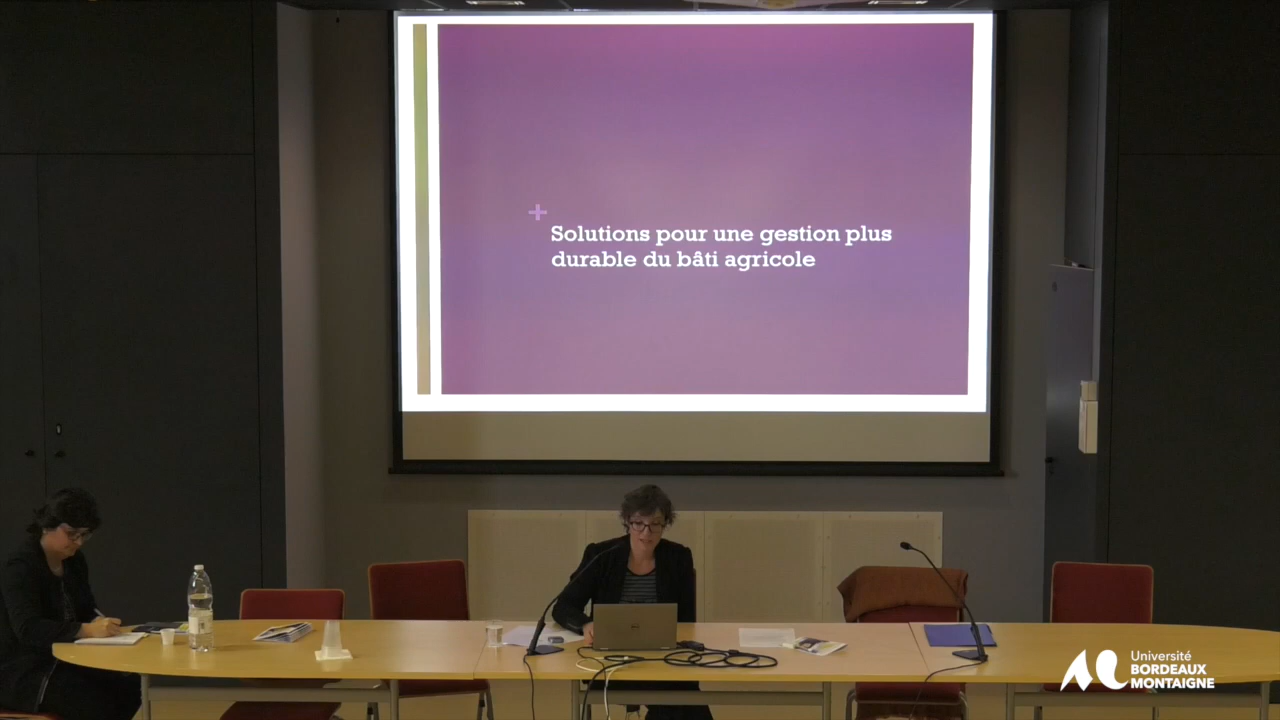 +
Solutions pour une gestion plus
durable du bâti agricole
Université
BORDEAUX
MONTAIGNE